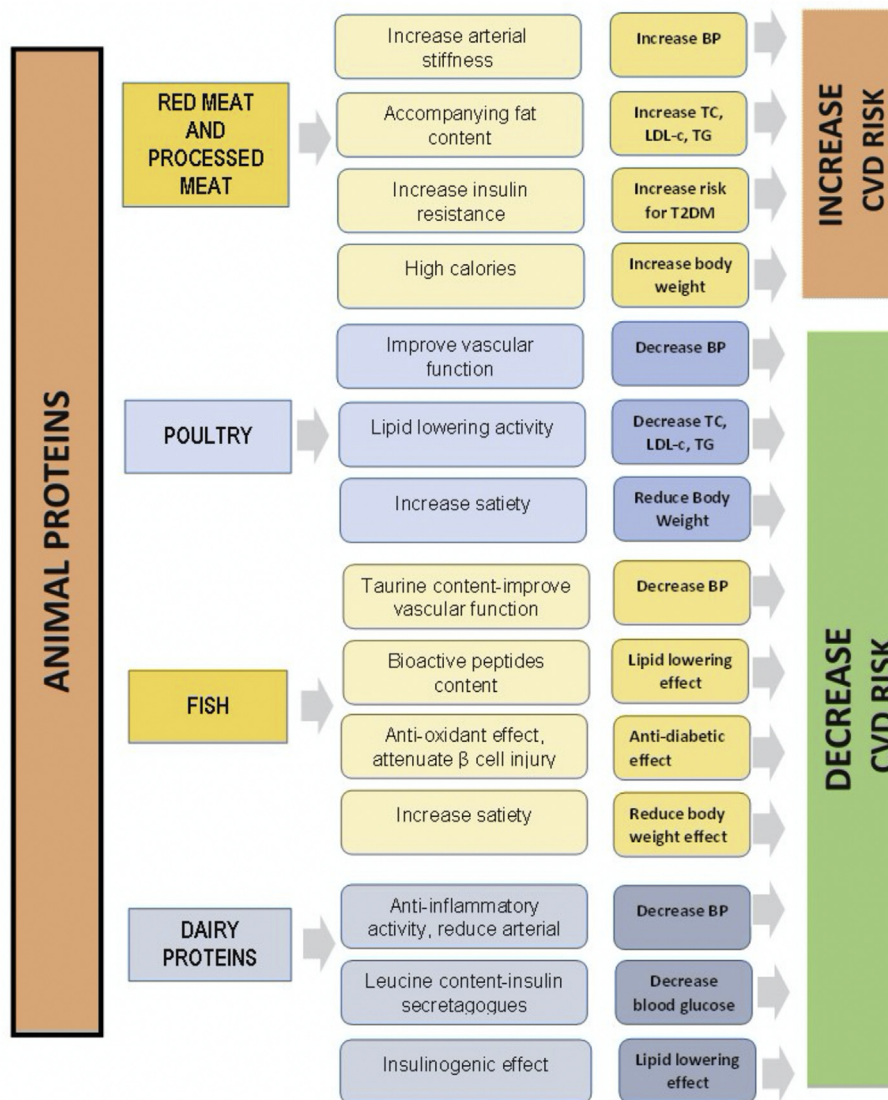 ANIMAL PROTEINS
RED MEAT
AND
PROCESSED
MEAT
Increase arterial
stiffness
Increase BP
Accompanying fat
content
Increase TC,
LDL-c, TG
Increase insulin
resistance
Increase risk
for T2DM
High calories
Increase body
weight
INCREASE
CVD RISK
POULTRY
Improve vascular
function
Decrease BP
Lipid lowering activity
Decrease TC,
LDL-c, TG
Increase satiety
Reduce Body
Weight
FISH
Taurine content-improve
vascular function
Decrease BP
Bioactive peptides
content
Lipid lowering
effect
Anti-oxidant effect,
attenuate β cell injury
Anti-diabetic
effect
Increase satiety
Reduce body
weight effect
DAIRY
PROTEINS
Anti-inflammatory
activity, reduce arterial
Decrease BP
Leucine content-insulin
secretagogues
Decrease
blood glucose
Insulinogenic effect
Lipid lowering
effect
DECREASE
CVD RISK